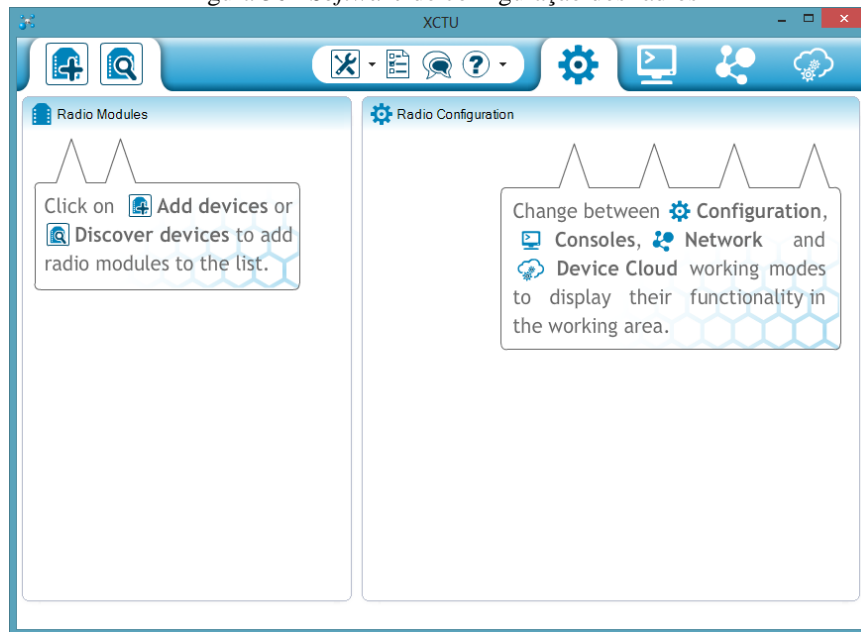 XCTU
Radio Modules
Radio Configuration
Click on Add devices or
Discover devices to add
radio modules to the list.
Change between Configuration,
Consoles, Network and
Device Cloud working modes
to display their functionality in
the working area.